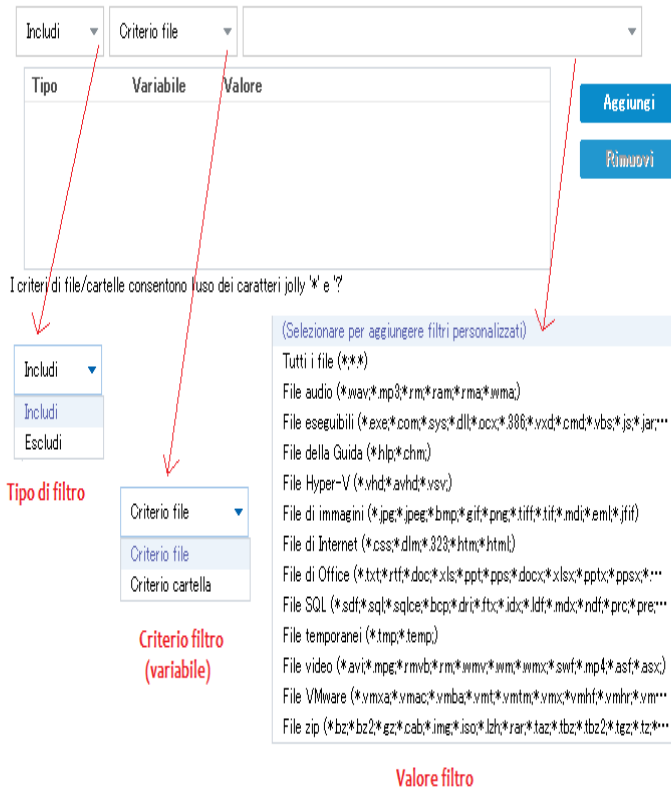 Includi Criterio file
Tipo Variabile Valore
Aggiungi
Rimuovi
I criteri di file/cartelle consentono l'uso dei caratteri jolly '*' e '?'
Includi
Includi
Escludi
Tipo di filtro
Criterio file
Criterio file
Criterio cartella
Criterio filtro
(variabile)
(Selezionare per aggiungere filtri personalizzati)
Tutti i file (*;*.*)
File audio (*.wav;*.mp3;*.rm;*.ram;*.rma;*.wma;)
File eseguibili (*.exe;*.com;*.sys;*.dll;*.ocx;*.386;*.vxd;*.cmd;*.vbs;*.js;*.jar;...
File della Guida (*.hlp;*.chm;)
File Hyper-V (*.vhd;*.avhd;*.vsv;)
File di immagini (*.jpg;*.jpeg;*.bmp;*.gif;*.png;*.tiff;*.tif;*.mdi;*.eml;*.jfif)
File di Internet (*.css;*.dlm;*.323;*.htm;*.html;)
File di Office (*.txt;*.rtf;*.doc;*.xls;*.ppt;*.pps;*.docx;*.xlsx;*.pptx;*.ppsx;*....
File SQL (*.sdf;*.sql;*.sqlce;*.bcp;*.dri;*.ftx;*.idx;*.ldf;*.mdx;*.ndf;*.prc;*.pre;...
File temporanei (*.tmp;*.temp;)
File video (*.avi;*.mpg;*.rmvb;*.rm;*.wmv;*.wm;*.wmx;*.swf;*.mp4;*.asf;*.asx;)
File VMware (*.vmxa;*.vmac;*.vmba;*.vmt;*.vmtm;*.vmx;*.vmhf;*.vmhr;*.vm...
File zip (*.bz;*.bz2;*.gz;*.cab;*.img;*.iso;*.lzh;*.rar;*.taz;*.tbz;*.tbz2;*.tgz;*.tz;*...
Valore filtro